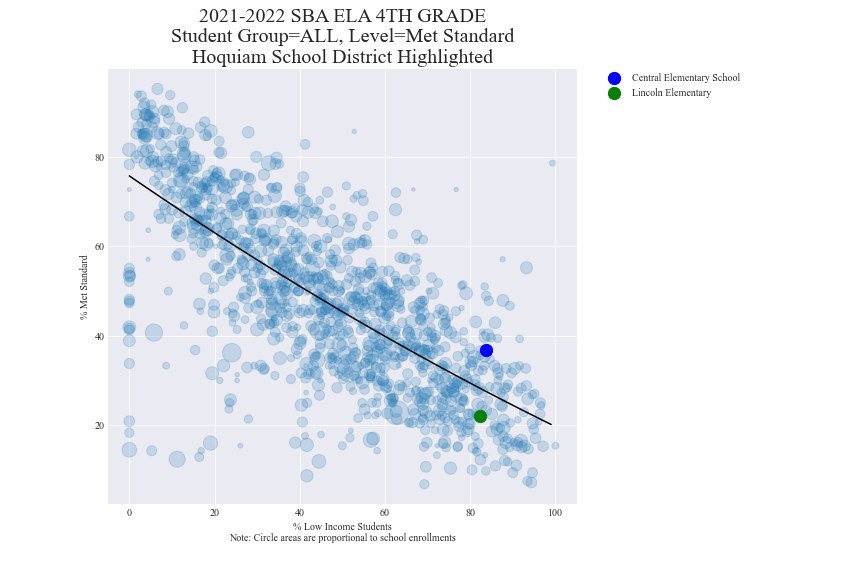 2021-2022 SBA ELA 4TH GRADE
Student Group=ALL, Level=Met Standard
Hoquiam School District Highlighted
Central Elementary School
Lincoln Elementary
% Met Standard
80
60
40
20
0 20 40 60 80 100
% Low Income Students
Note: Circle areas are proportional to school enrollments